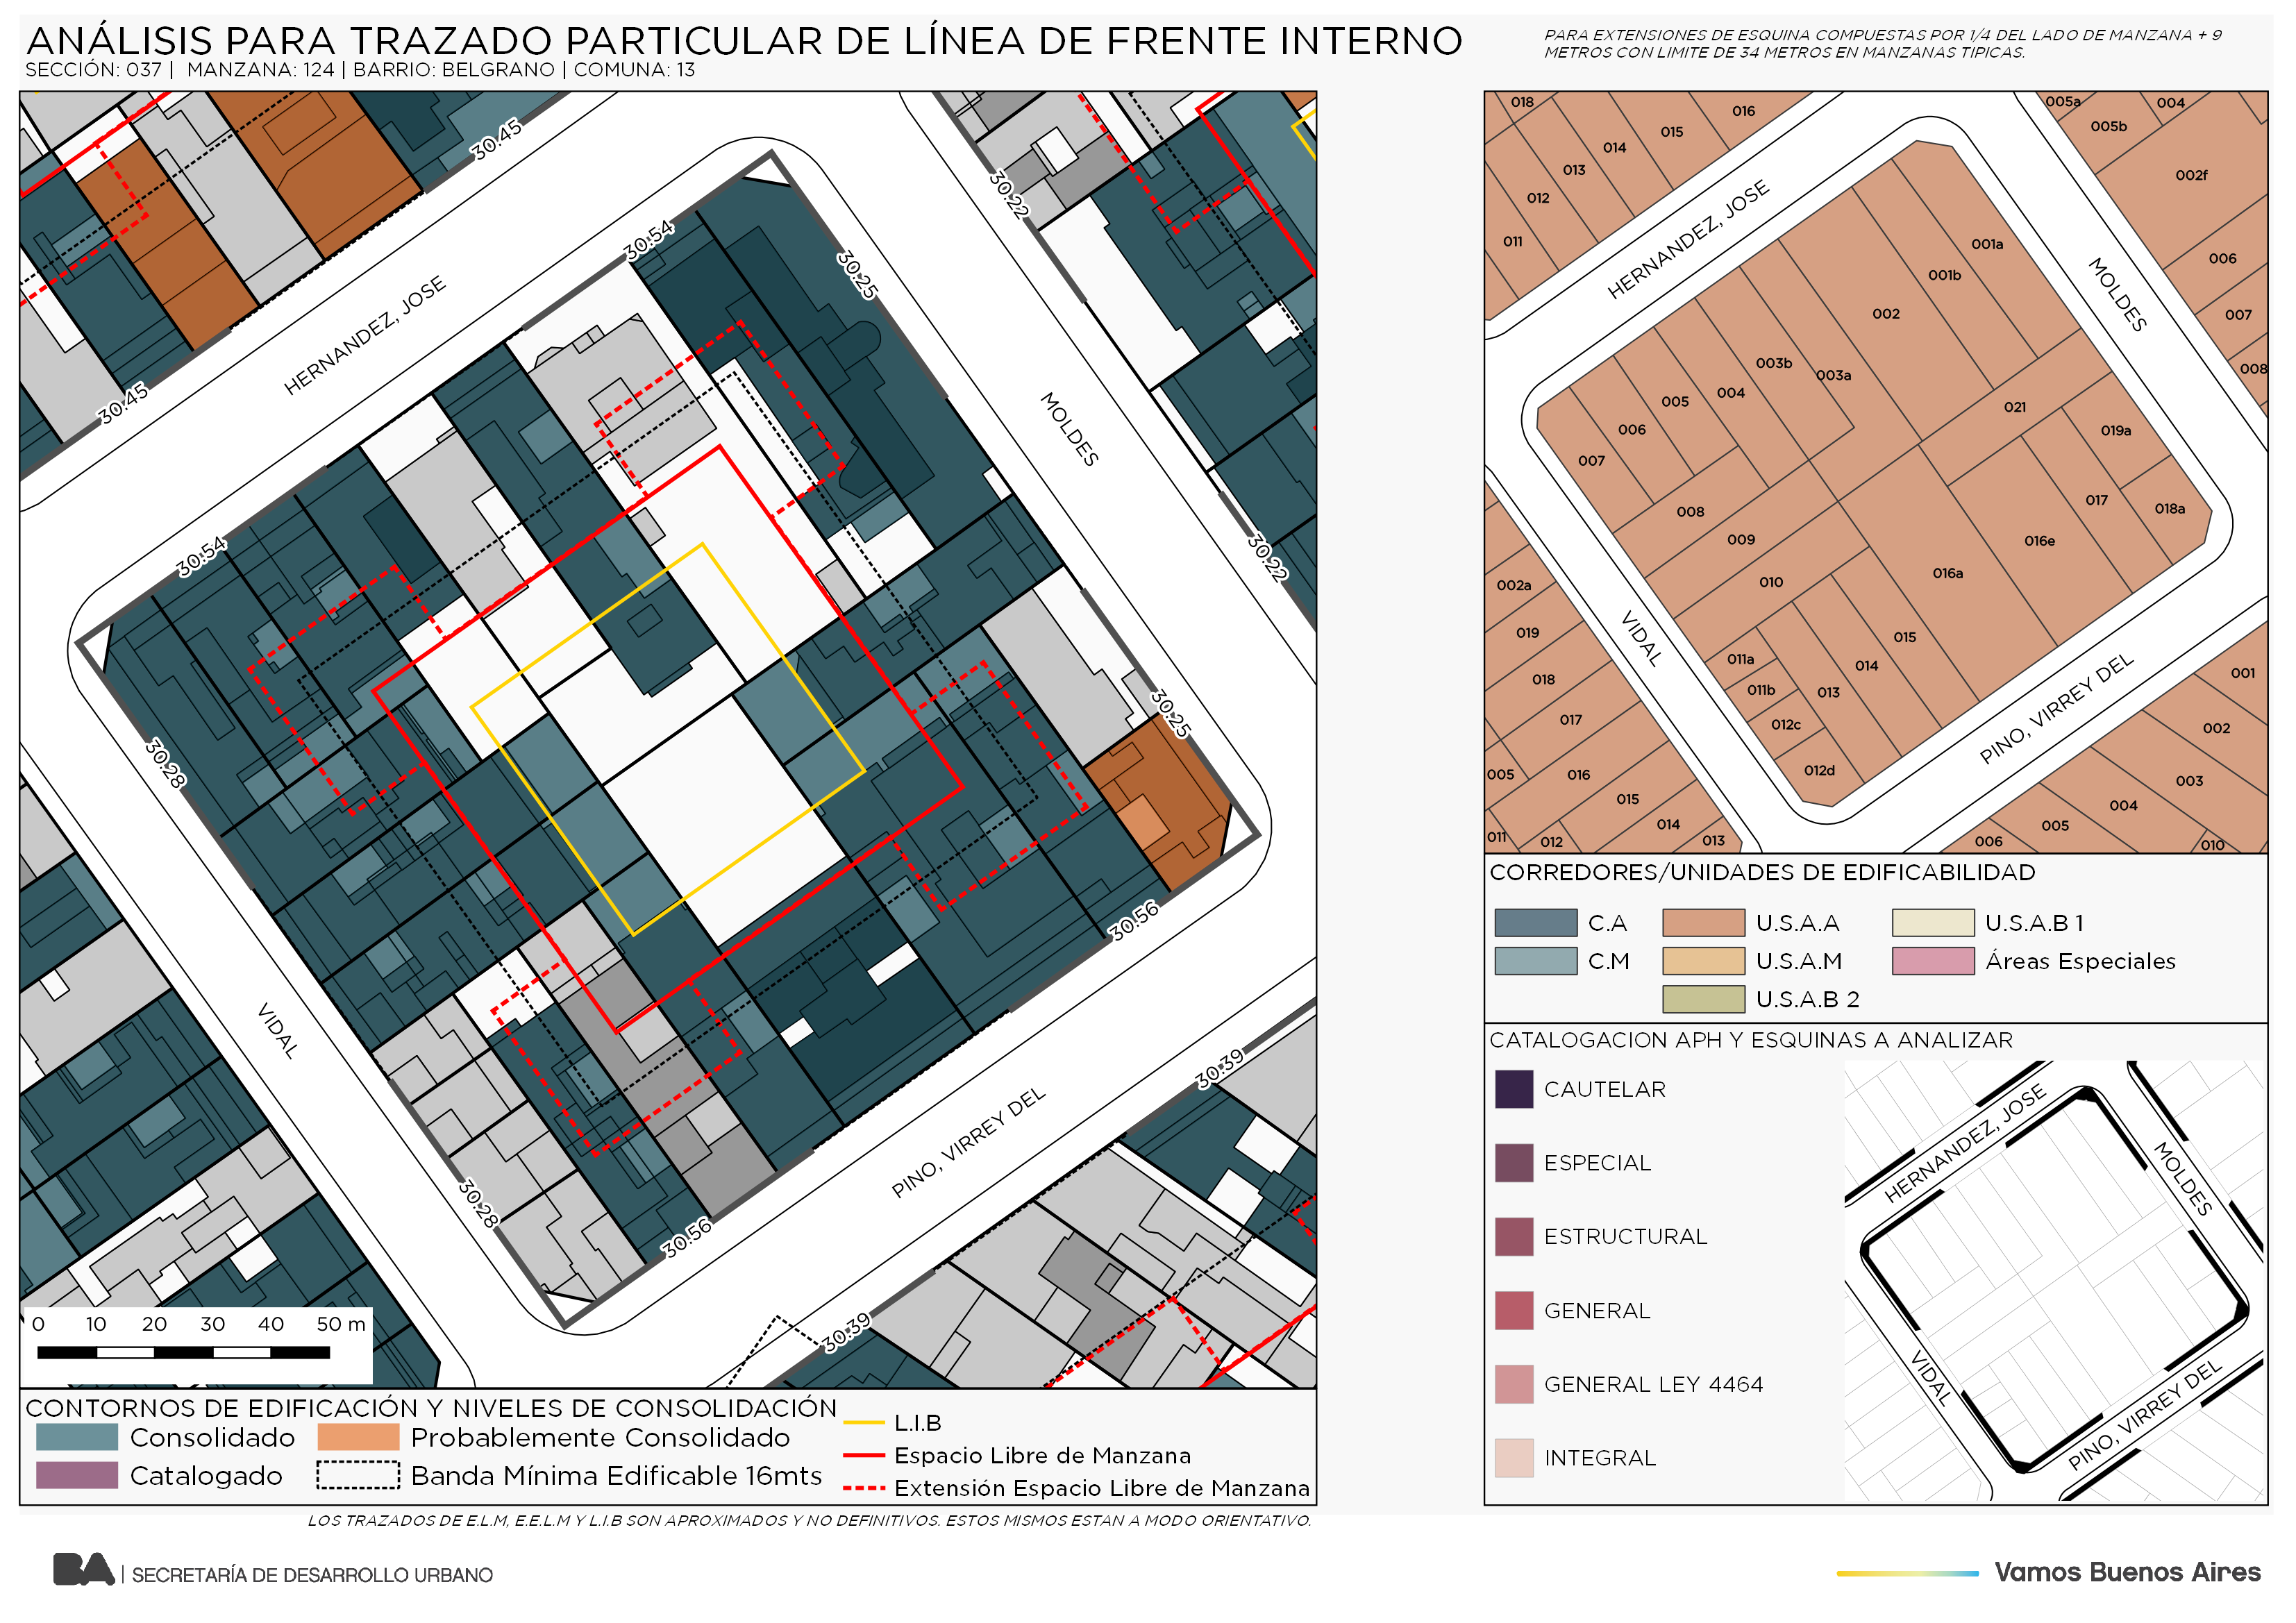 ANÁLISIS PARA TRAZADO PARTICULAR DE LÍNEA DE FRENTE INTERNO
SECCIÓN: 037 | MANZANA: 124 | BARRIO: BELGRANO | COMUNA: 13
PARA EXTENSIONES DE ESQUINA COMPUESTAS POR 1/4 DEL LADO DE MANZANA + 9
METROS CON LIMITE DE 34 METROS EN MANZANAS TIPICAS.
30.45
30.45
30.22
30.22
HERNANDEZ, JOSE
30.54
30.54
30.25
30.25
MOLDES
30.28
30.28
VIDAL
30.56
30.56
PINO, VIRREY DEL
30.39
30.39
0 10 20 30 40 50 m
CONTORNOS DE EDIFICACIÓN Y NIVELES DE CONSOLIDACIÓN
Consolidado
Probablemente Consolidado
Catalogado
Banda Mínima Edificable 16mts
L.I.B
Espacio Libre de Manzana
Extensión Espacio Libre de Manzana
LOS TRAZADOS DE E.L.M, E.E.L.M Y L.I.B SON APROXIMADOS Y NO DEFINITIVOS. ESTOS MISMOS ESTAN A MODO ORIENTATIVO.
018
016
015
014
013
012
011
005a
004
005b
002f
006
007
008
HERNANDEZ, JOSE
MOLDES
001a
001b
002
003b
003a
004
005
006
007
021
019a
008
009
017
018a
016e
010
016a
015
014
011a
011b
013
012c
012d
VIDAL
PINO, VIRREY DEL
002a
019
018
017
005
016
015
014
011
012
013
001
002
003
004
005
006
010
CORREDORES/UNIDADES DE EDIFICABILIDAD
C.A
U.S.A.A
U.S.A.B 1
C.M
U.S.A.M
Áreas Especiales
U.S.A.B 2
CATALOGACION APH Y ESQUINAS A ANALIZAR
CAUTELAR
ESPECIAL
ESTRUCTURAL
GENERAL
GENERAL LEY 4464
INTEGRAL
HERNANDEZ, JOSE
MOLDES
VIDAL
PINO, VIRREY DEL
BA | SECRETARÍA DE DESARROLLO URBANO
Vamos Buenos Aires